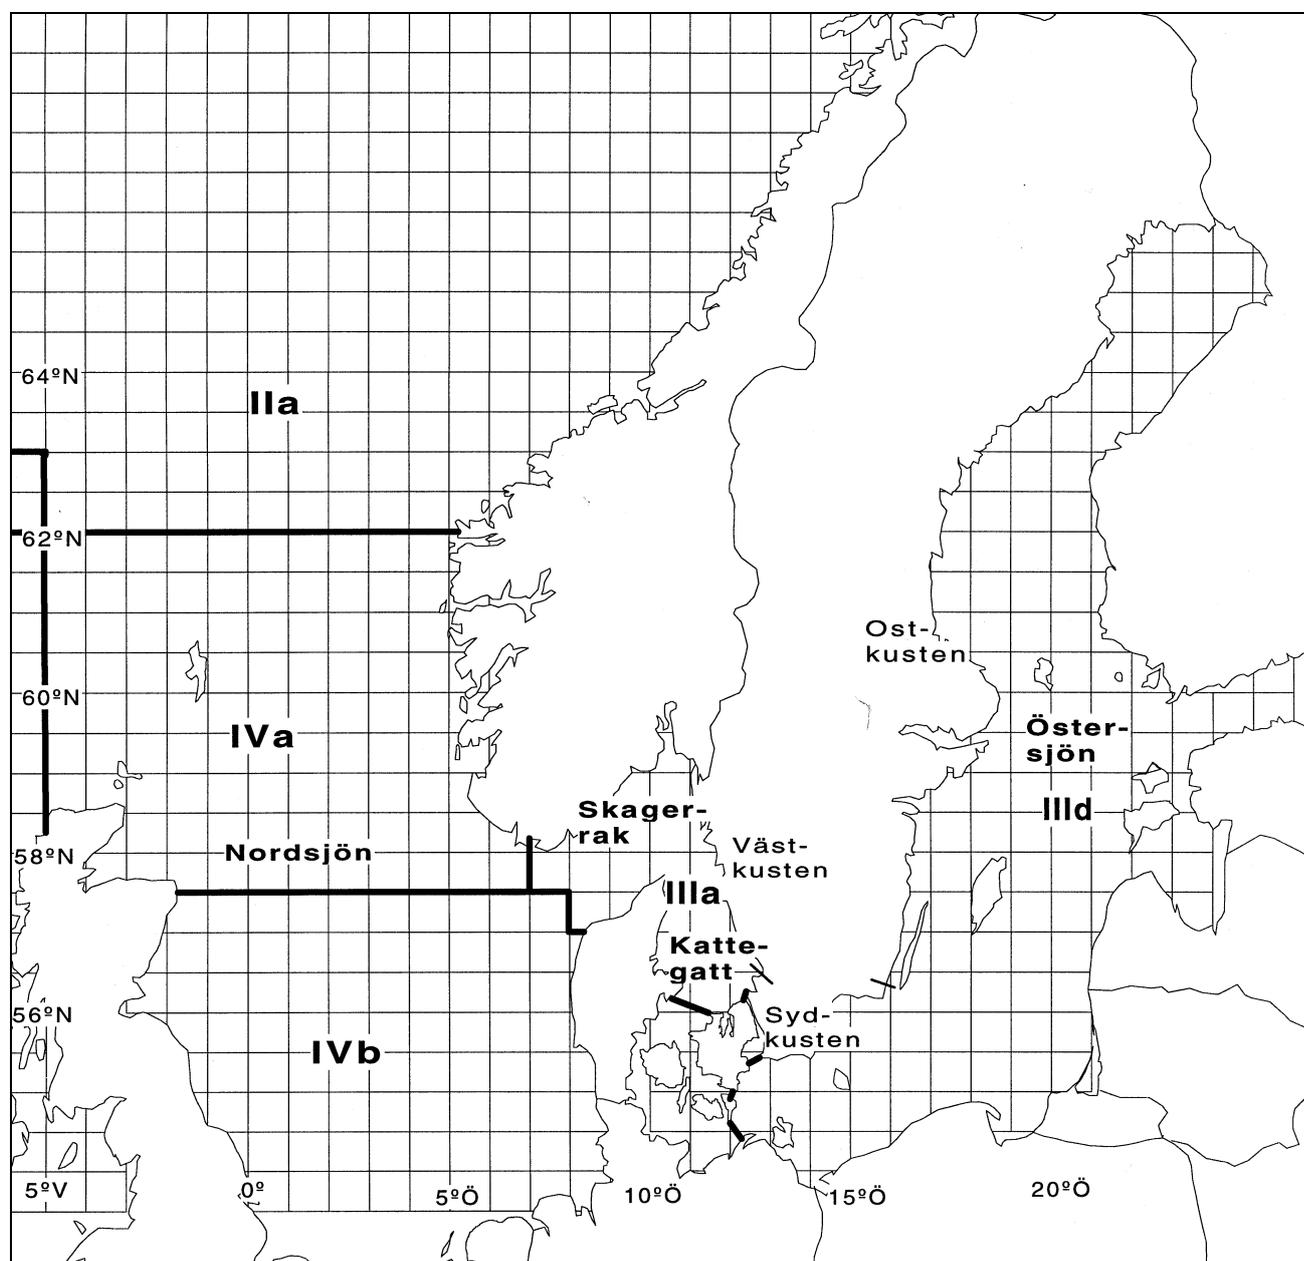 64ºN
IIa
62ºN
Ost-
kusten
60ºN
IVa
Öster-
sjön
Skager-
rak
IIId
Nordsjön
58ºN
Väst-
kusten
IIIa
Katte-
gatt
56ºN
Syd-
kusten
IVb
5ºV
0º
5ºÖ
10ºÖ
15ºÖ
20ºÖ